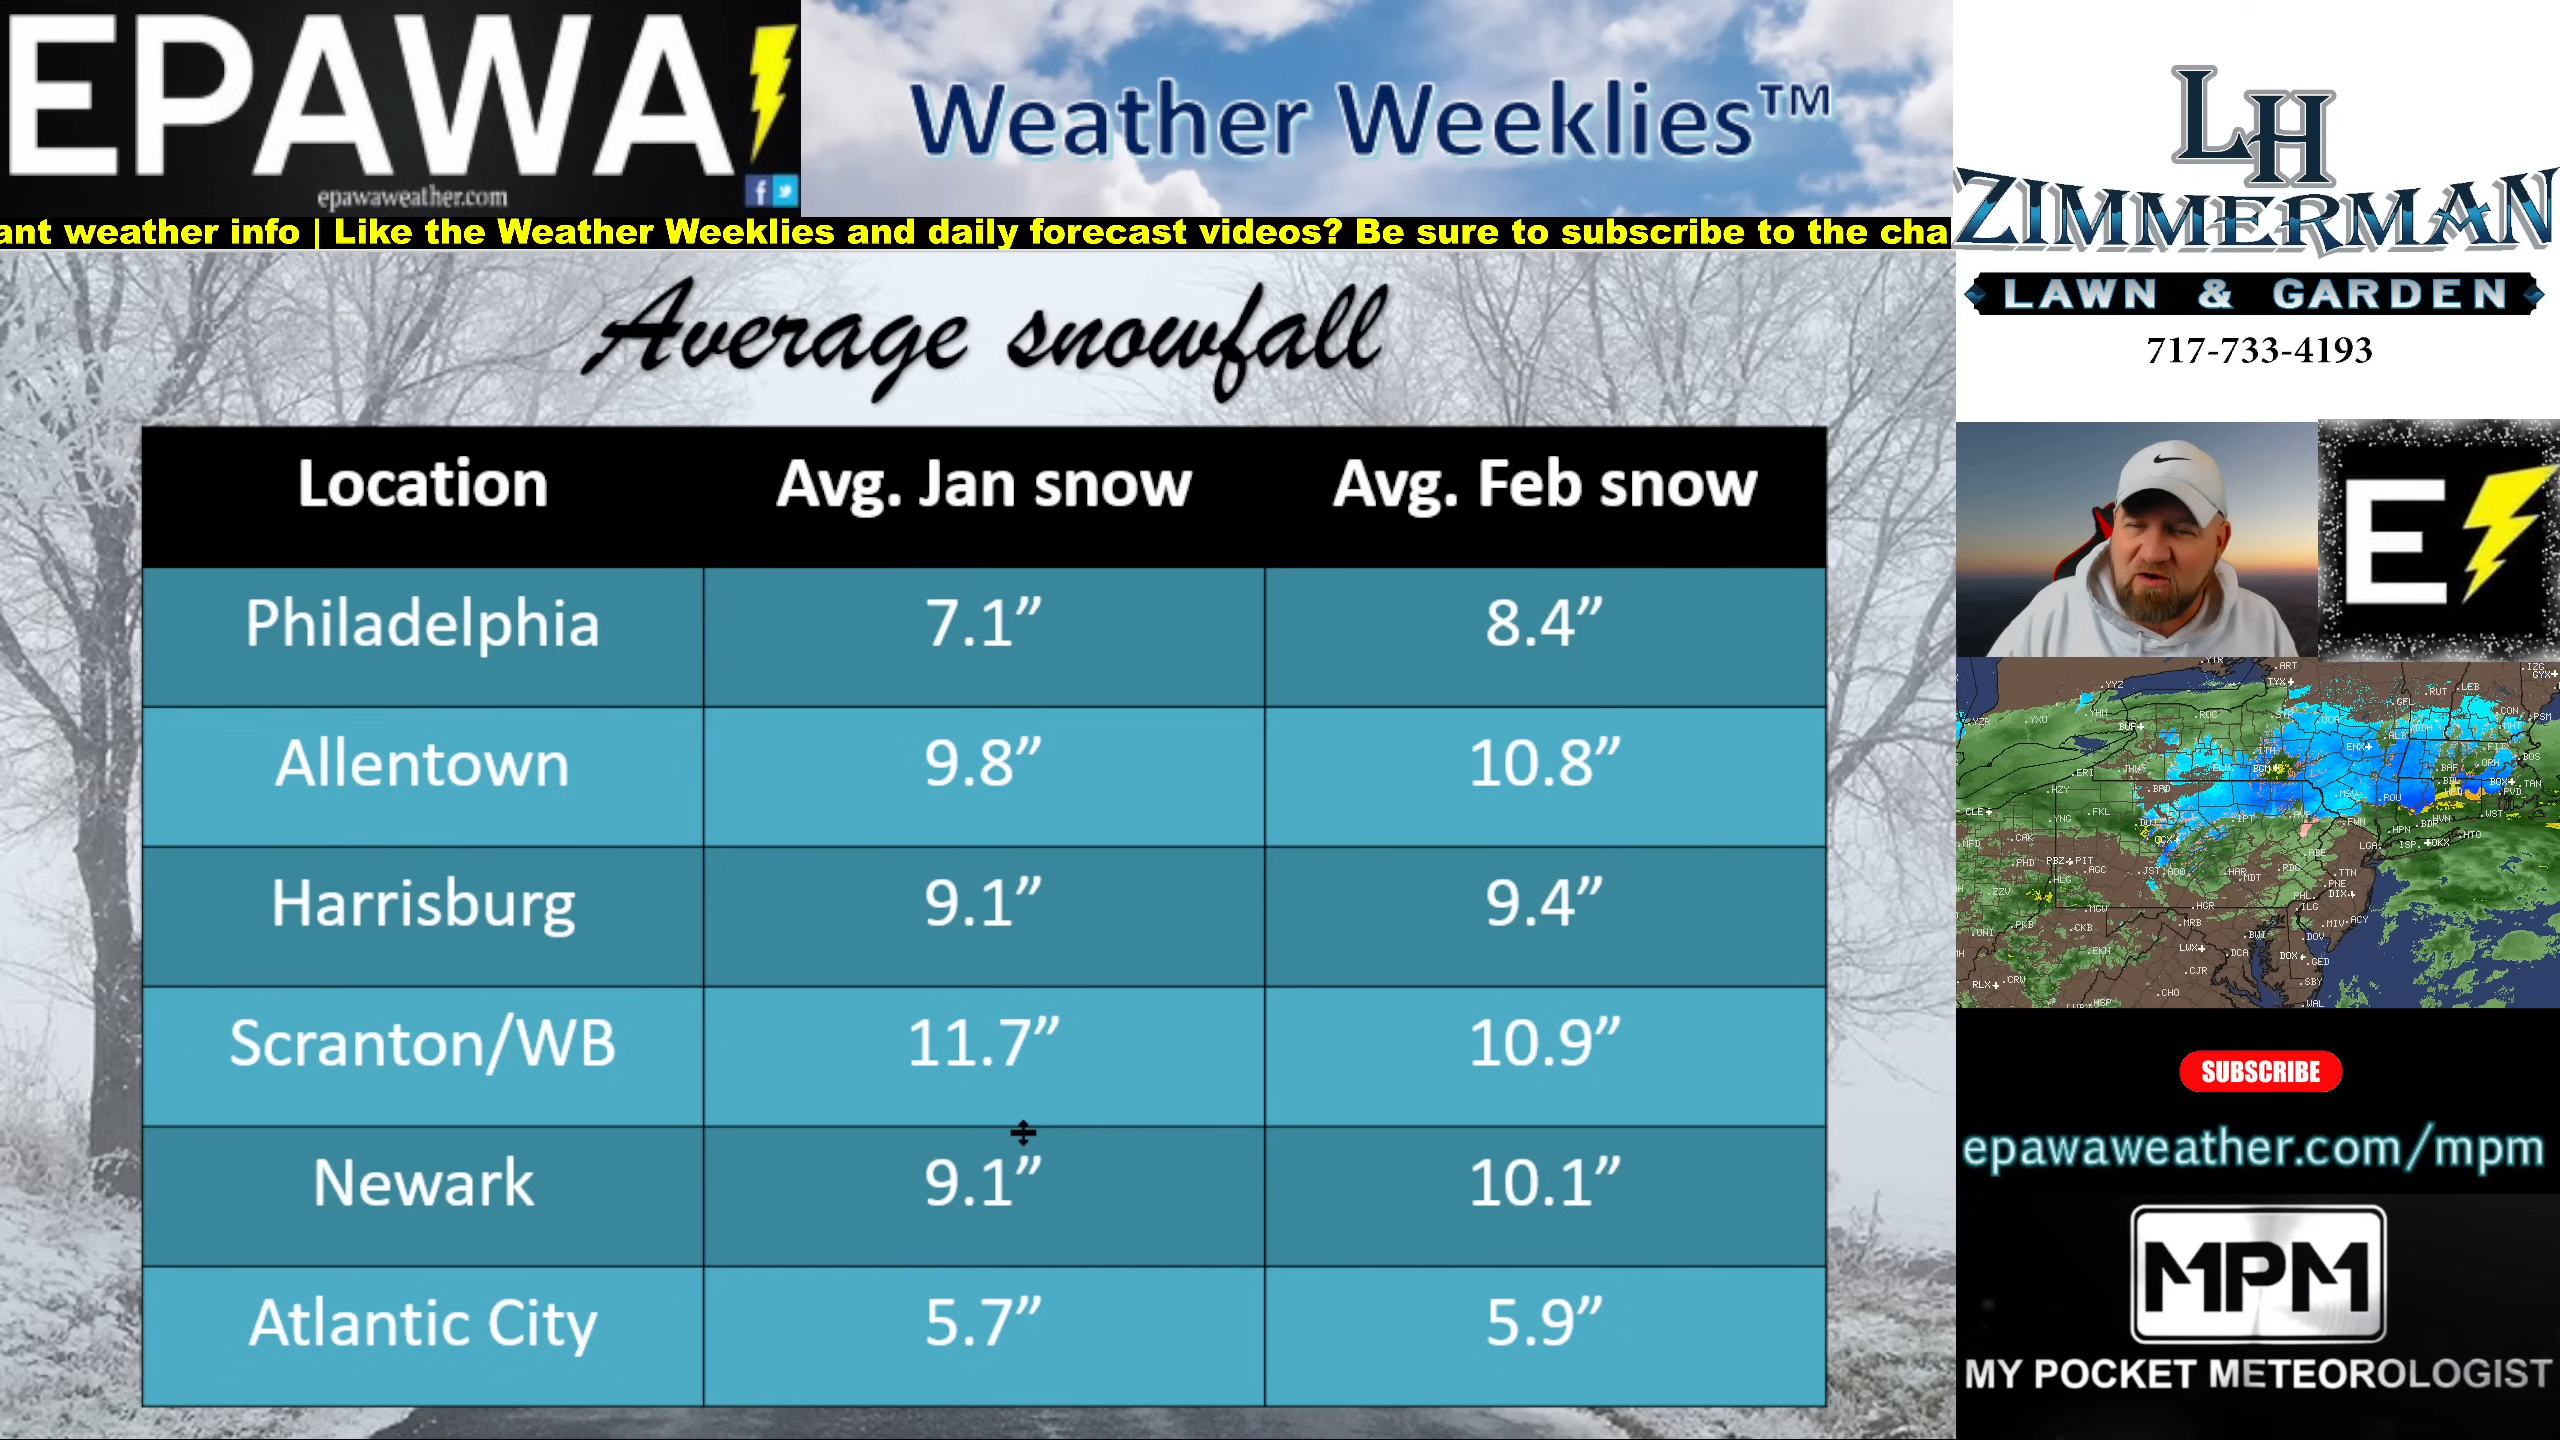 EPAWA
epawaweather.com
Weather Weeklies™
ant weather info | Like the Weather Weeklies and daily forecast videos? Be sure to subscribe to the cha
LH
ZIMMERMAN
LAWN & GARDEN
717-733-4193
Average snowfall
Location Avg. Jan snow Avg. Feb snow
Philadelphia 7.1” 8.4”
Allentown 9.8” 10.8”
Harrisburg 9.1” 9.4”
Scranton/WB 11.7” 10.9”
Newark 9.1” 10.1”
Atlantic City 5.7” 5.9”
E
SUBSCRIBE
epawaweather.com/mpm
MPM
MY POCKET METEOROLOGIST